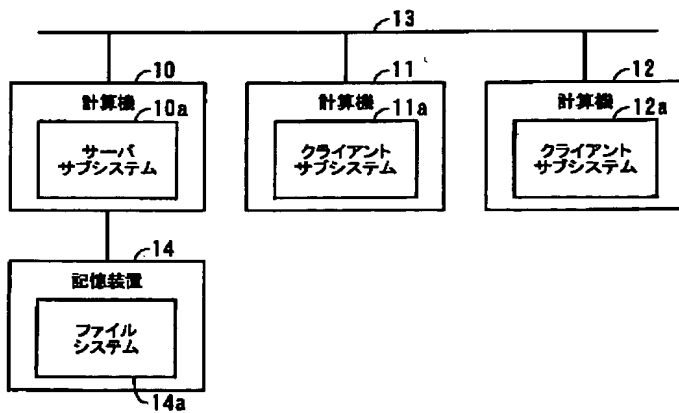 13
10
計算機
10a
サーバ
サブシステム
11
計算機
11a
クライアント
サブシステム
12
計算機
12a
クライアント
サブシステム
14
記憶装置
ファイル
システム
14a